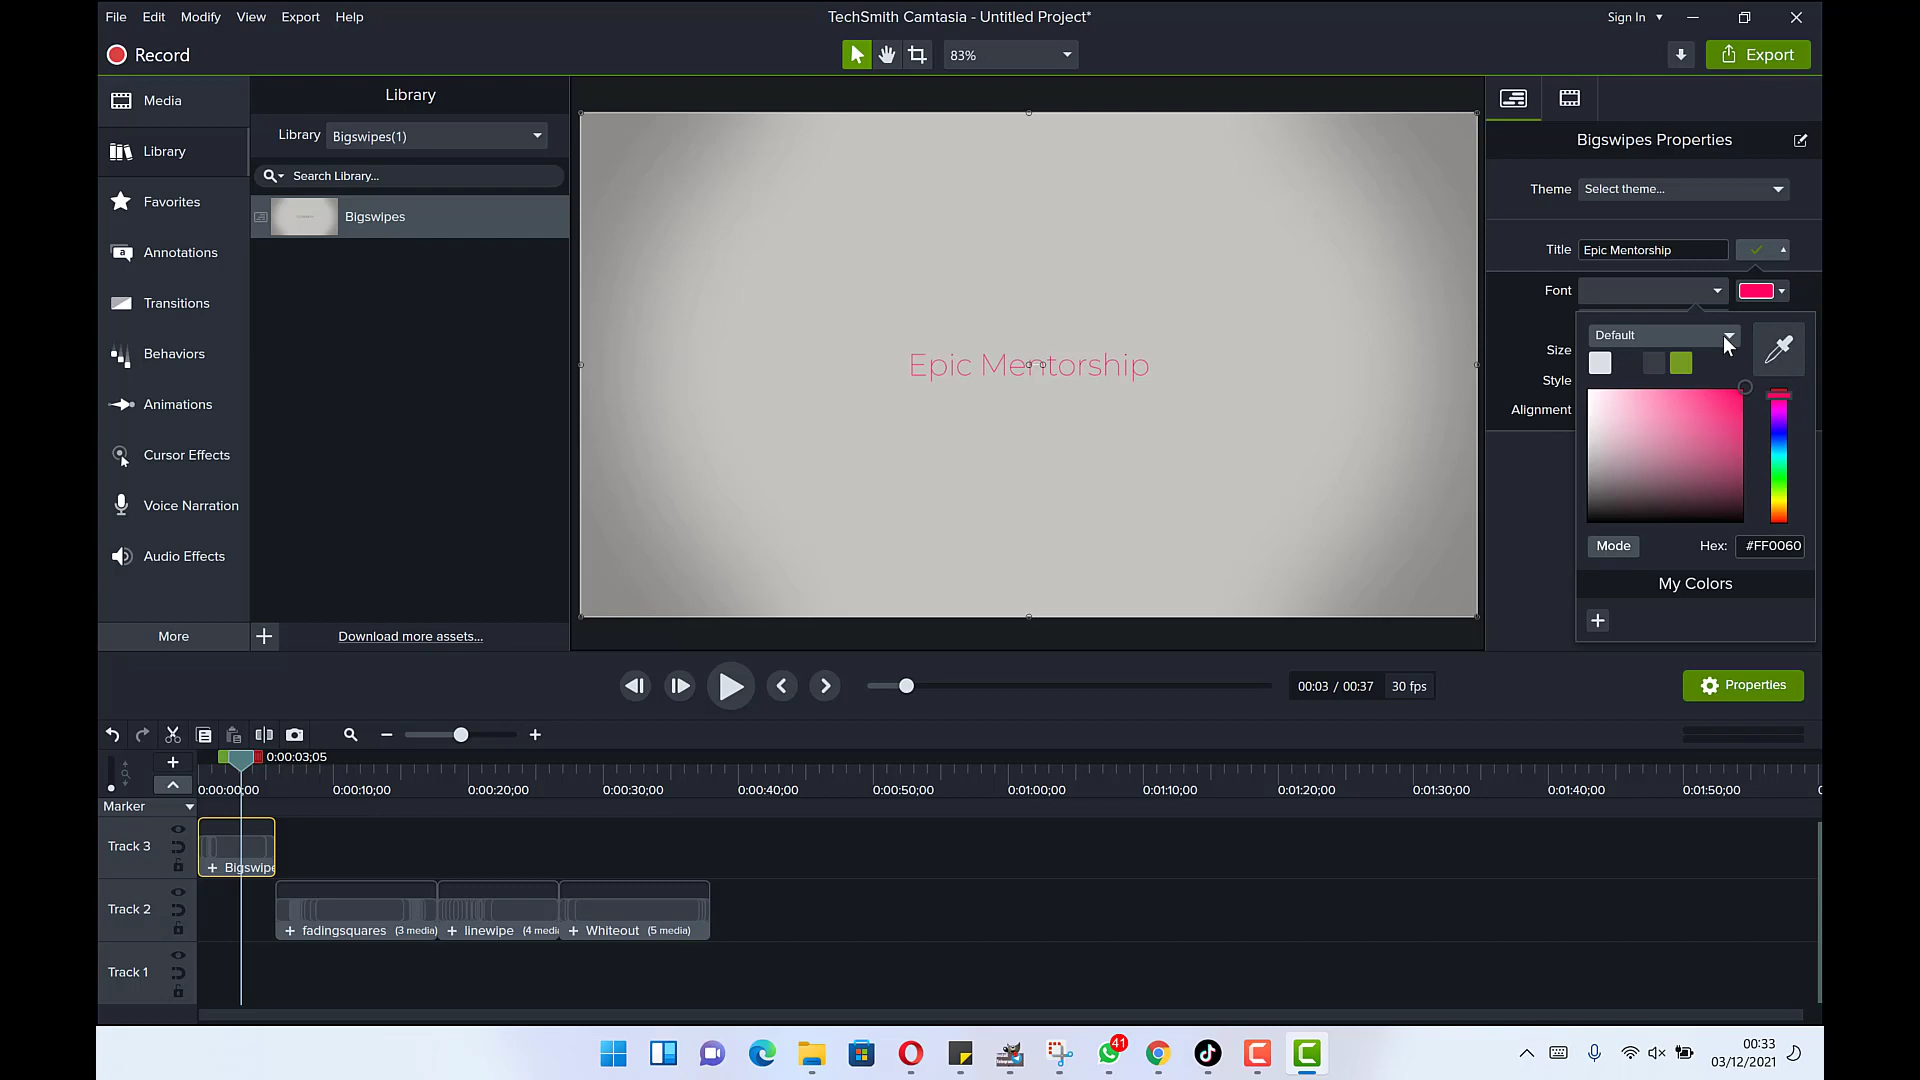 File Edit Modify View Export Help
TechSmith Camtasia - Untitled Project*
Sign In
Record
83%
Export
Media
Library
Favorites
Annotations
Transitions
Behaviors
Animations
Cursor Effects
Voice Narration
Audio Effects
More
Library
Library Bigswipes(1)
Search Library...
Bigswipes
Download more assets...
Epic Mentorship
Bigswipes Properties
Theme Select theme...
Title Epic Mentorship
Font
Default
Size
Style
Alignment
Mode Hex: #FF0060
My Colors
00:03 / 00:37 30 fps
Properties
0:00:03;05
0:00:00;00 0:00:10;00 0:00:20;00 0:00:30;00 0:00:40;00 0:00:50;00 0:01:00;00 0:01:10;00 0:01:20;00 0:01:30;00 0:01:40;00 0:01:50;00
Marker
Track 3
Bigswipe
Track 2
fadingsquares (3 media) linewipe (4 medi Whiteout (5 media)
Track 1
41
00:33
03/12/2021